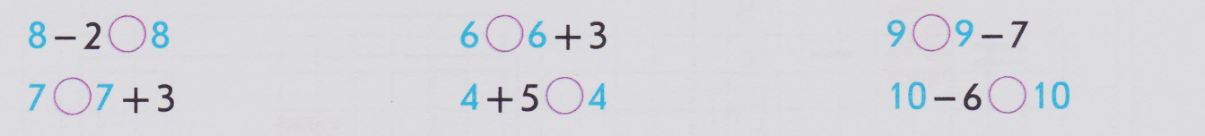 8 − 2 ○ 8 6 ○ 6 + 3 9 ○ 9 − 7
7 ○ 7 + 3 4 + 5 ○ 4 10 − 6 ○ 10